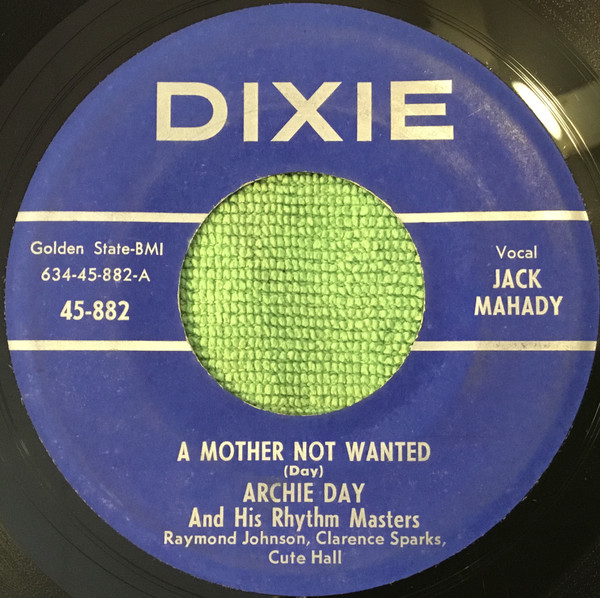 DIXIE
Golden State-BMI
634-45-882-A
45-882
Vocal
JACK
MAHADY
A MOTHER NOT WANTED
(Day)
ARCHIE DAY
And His Rhythm Masters
Raymond Johnson, Clarence Sparks,
Cute Hall